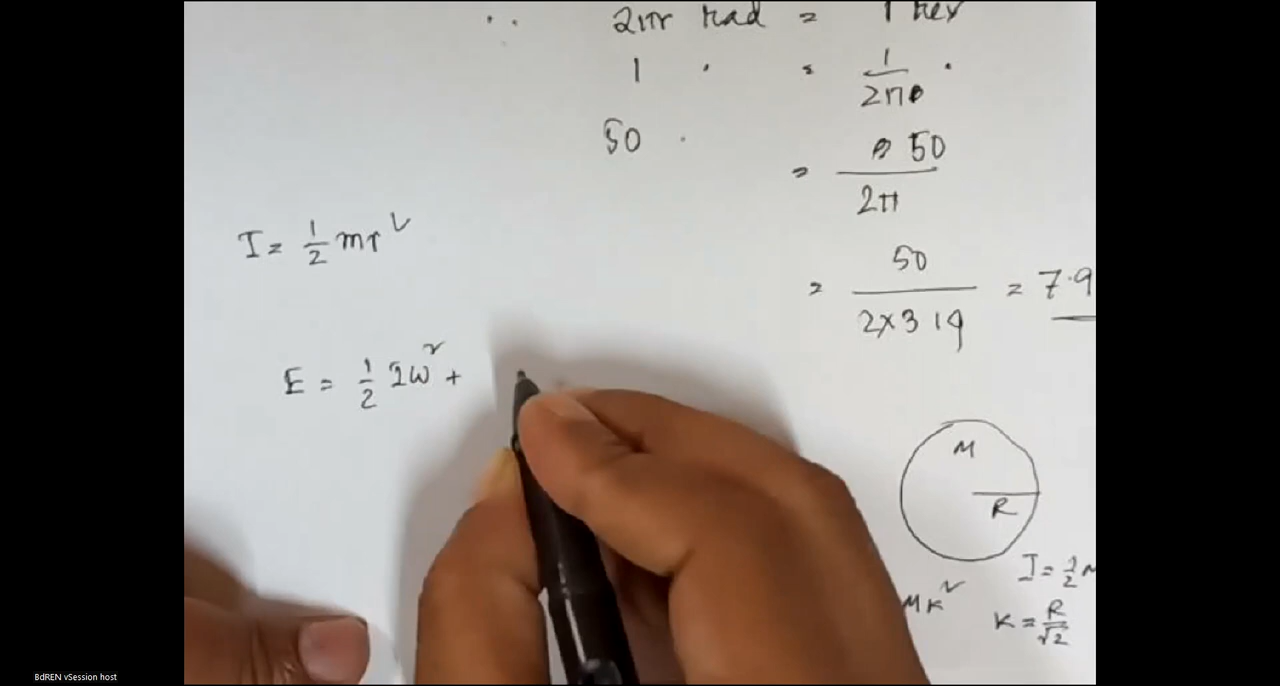 ∴ 2πr rad = 1 rev
1 " = 1/2π "
50 " = 50/2π
= 50/2×3.14 = 7.9
I = 1/2 mr²
E = 1/2 Iω² +
M
R
I = 1/2 M
MK²
K = R/√2
BdREN vSession host